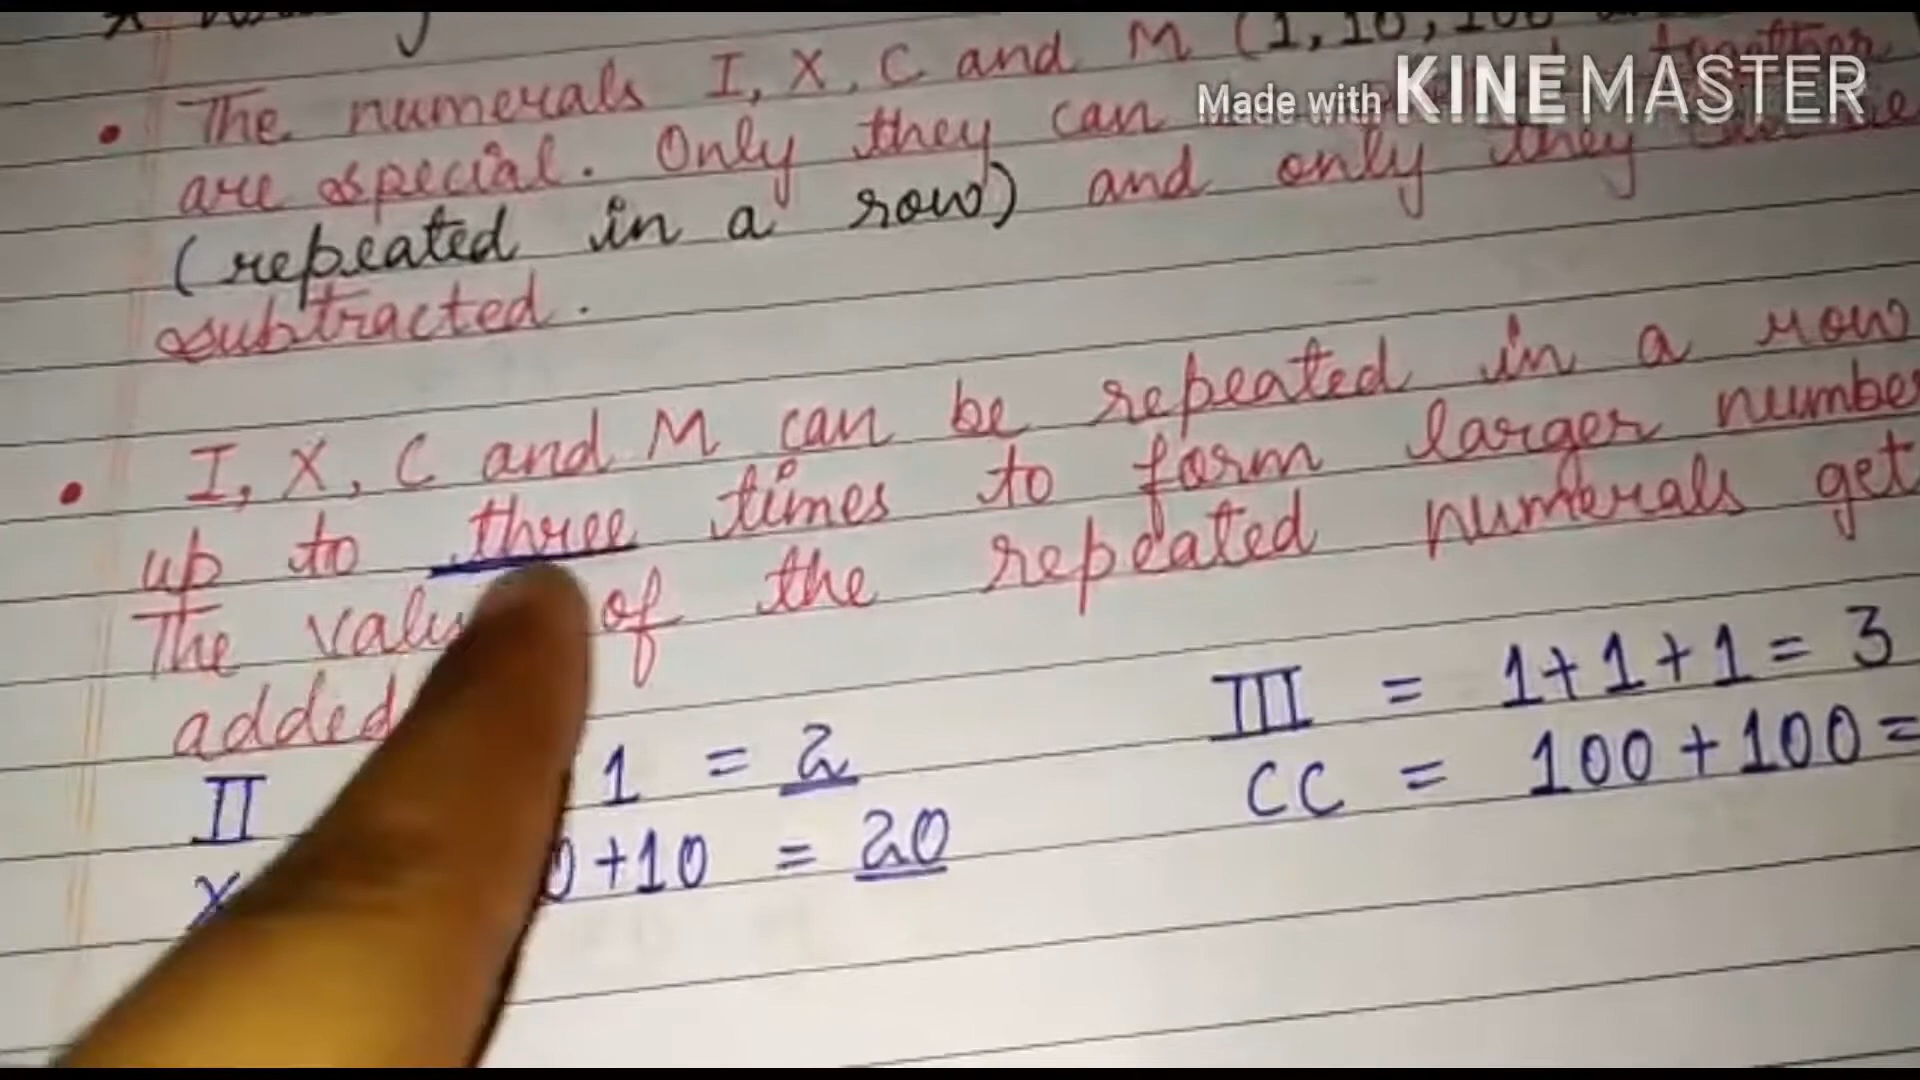 The numerals I, X, C and M (1, 10, 100
Made with KINEMASTER
are special. Only they can together
(repeated in a row) and only they
subtracted.
I, X, C and M can be repeated in a row
up to three times to form larger number
The of the repeated numerals get
added
II 1 = 2
III = 1+1+1 = 3
X +10 = 20
CC = 100+100 =